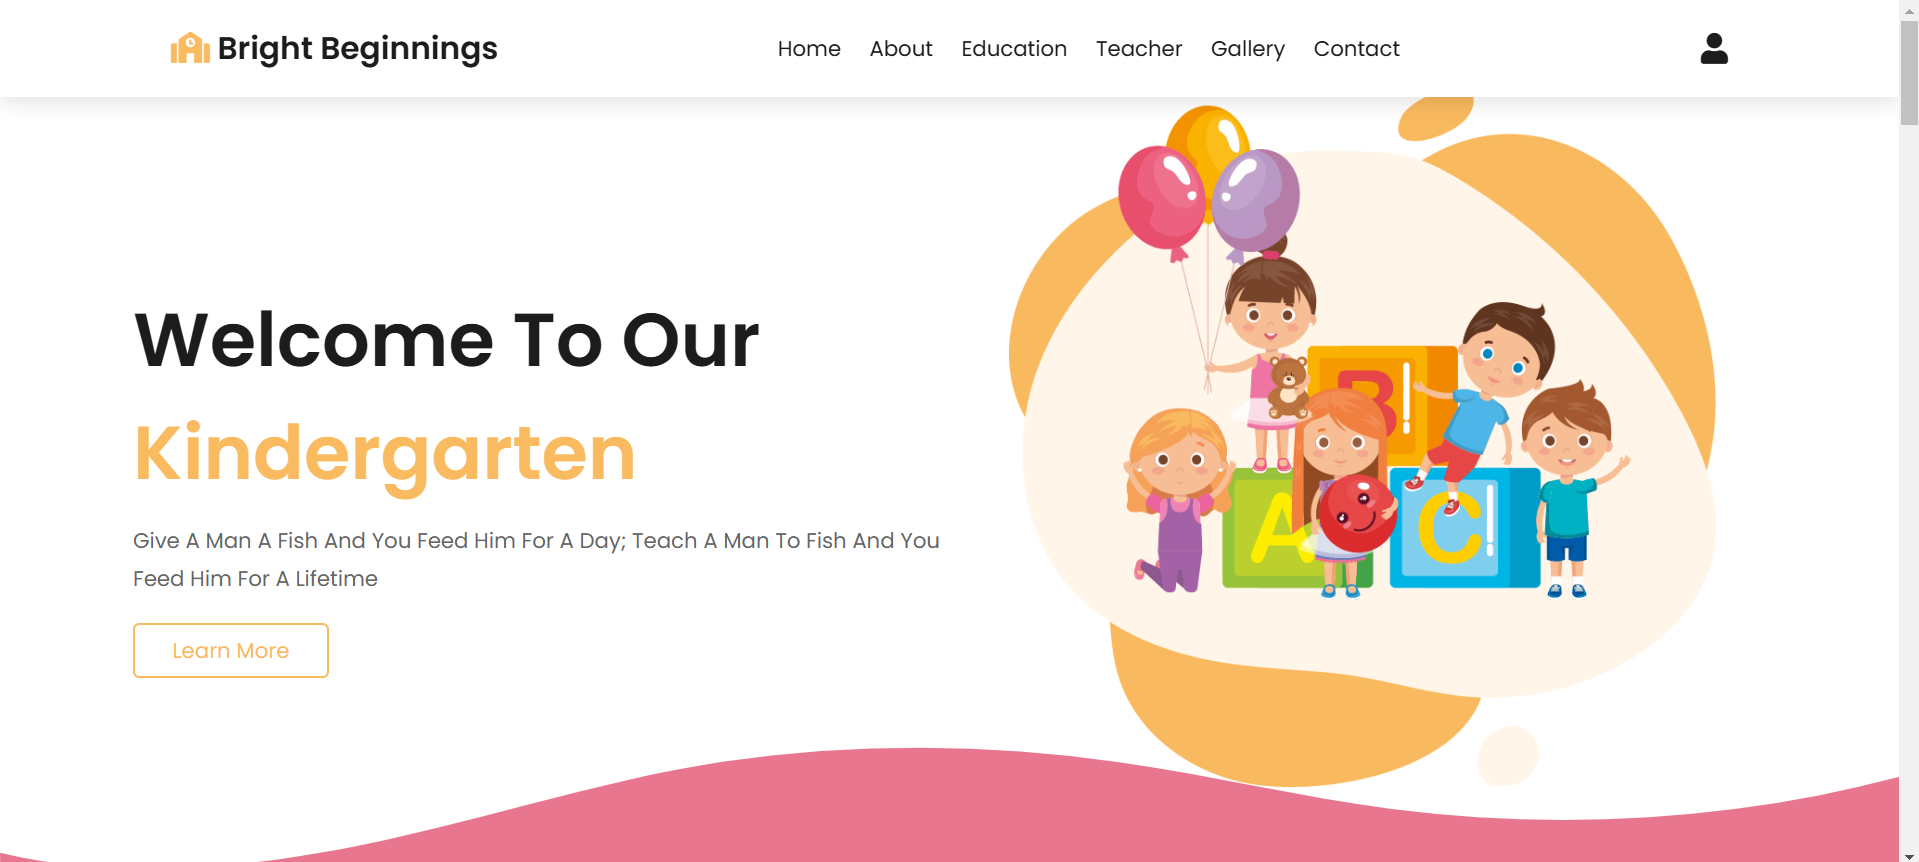 Bright Beginnings
Home About Education Teacher Gallery Contact
Welcome To Our
Kindergarten
Give A Man A Fish And You Feed Him For A Day; Teach A Man To Fish And You
Feed Him For A Lifetime
Learn More
B
A
C